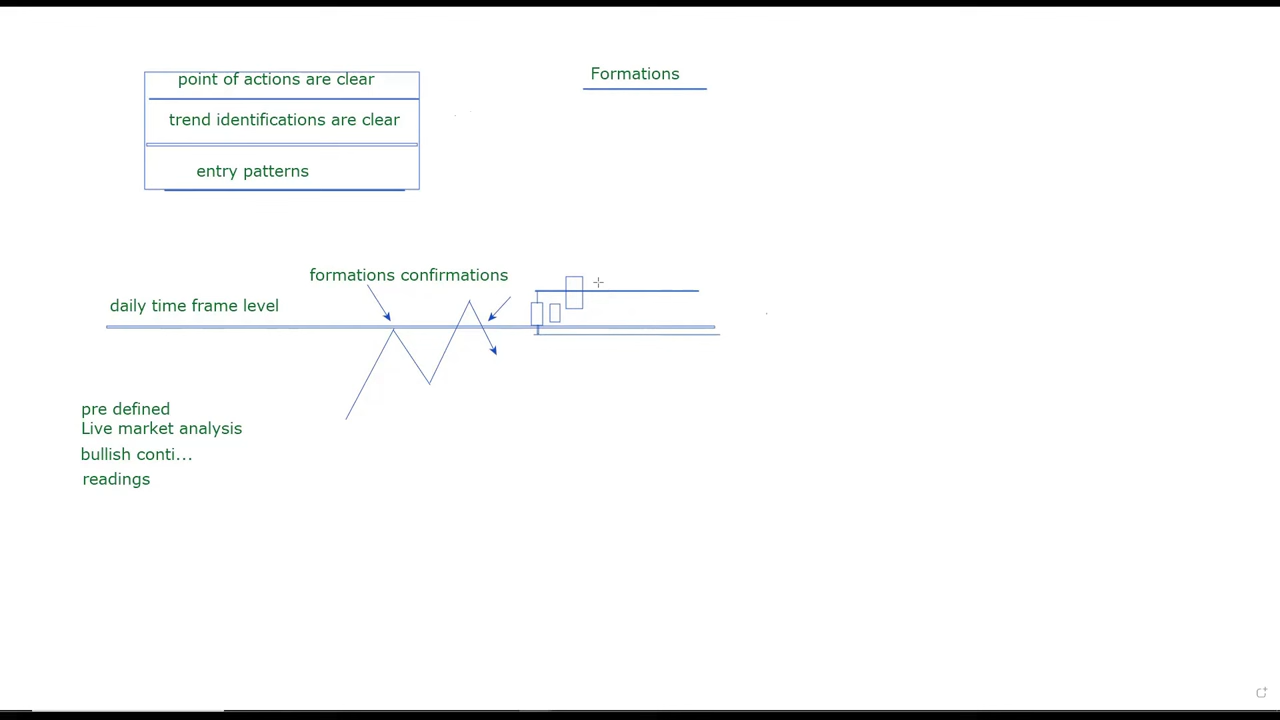 point of actions are clear
trend identifications are clear
entry patterns
Formations
formations confirmations
daily time frame level
pre defined
Live market analysis
bullish conti...
readings